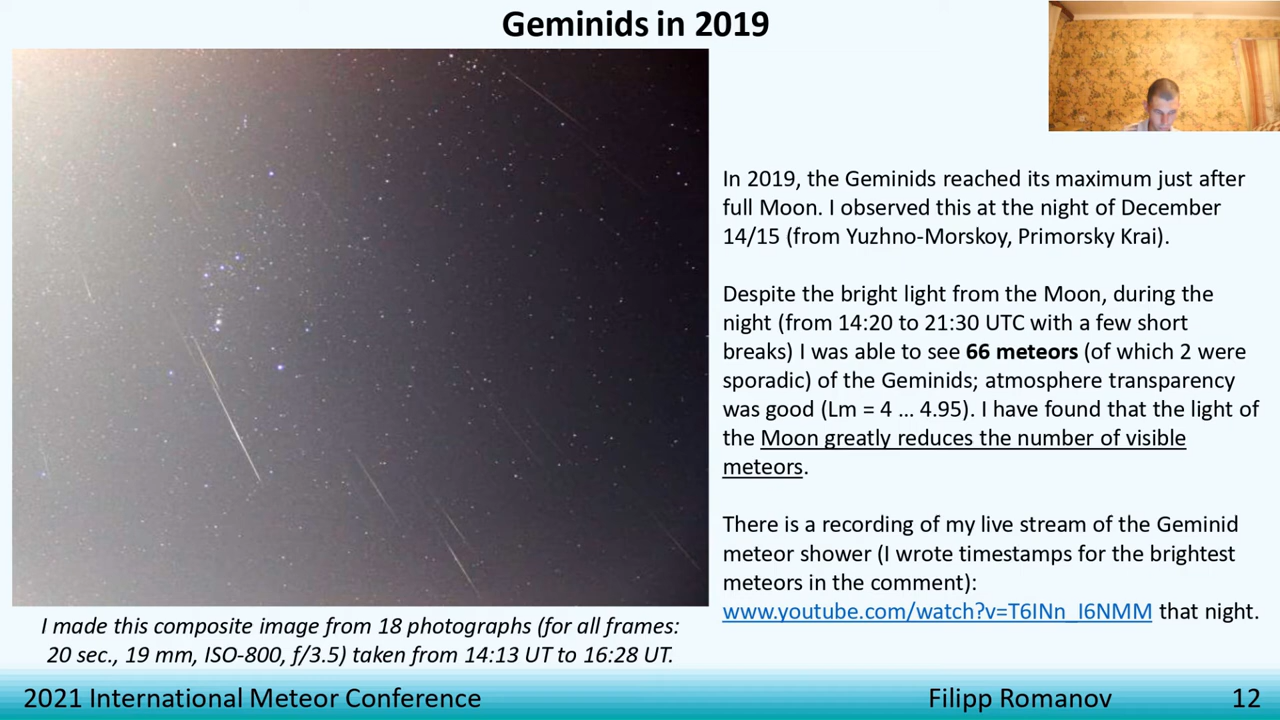 Geminids in 2019
In 2019, the Geminids reached its maximum just after
full Moon. I observed this at the night of December
14/15 (from Yuzhno-Morskoy, Primorsky Krai).
Despite the bright light from the Moon, during the
night (from 14:20 to 21:30 UTC with a few short
breaks) I was able to see 66 meteors (of which 2 were
sporadic) of the Geminids; atmosphere transparency
was good (Lm = 4 ... 4.95). I have found that the light of
the Moon greatly reduces the number of visible
meteors.
There is a recording of my live stream of the Geminid
meteor shower (I wrote timestamps for the brightest
meteors in the comment):
www.youtube.com/watch?v=T6INn_I6NMM that night.
I made this composite image from 18 photographs (for all frames:
20 sec., 19 mm, ISO-800, f/3.5) taken from 14:13 UT to 16:28 UT.
2021 International Meteor Conference
Filipp Romanov
12